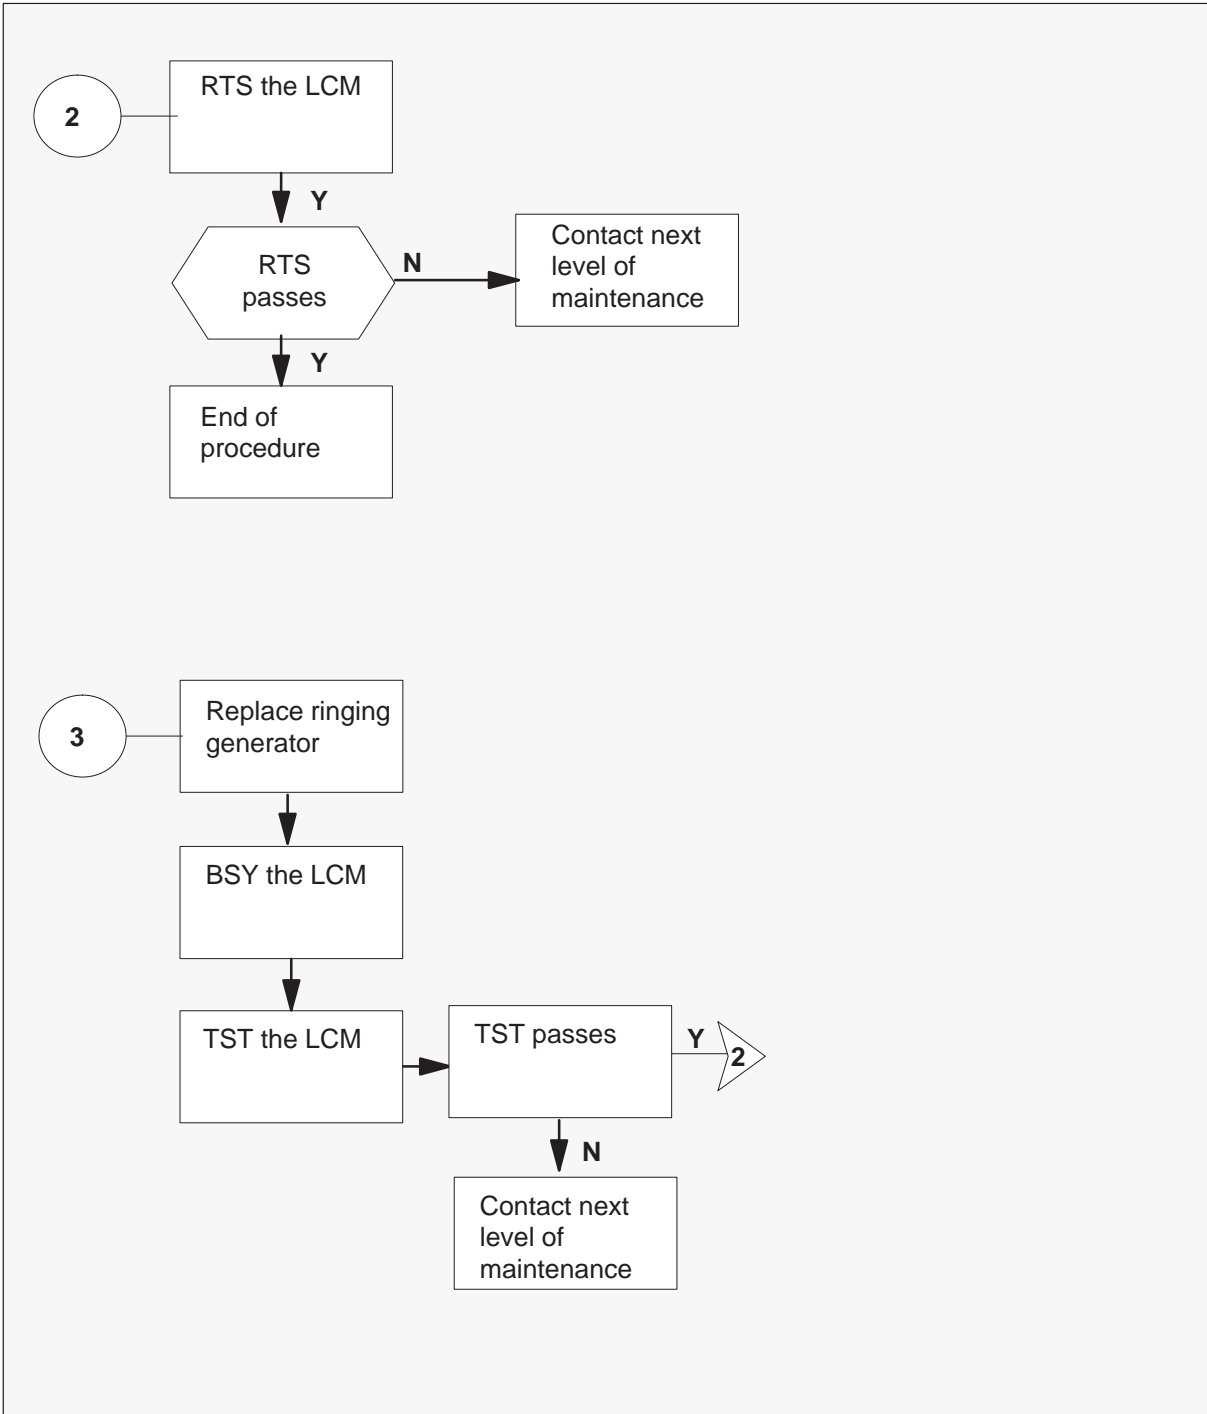 2
RTS the LCM
Y
RTS
passes
N
Contact next
level of
maintenance
Y
End of
procedure
3
Replace ringing
generator
BSY the LCM
TST the LCM
TST passes
Y
2
N
Contact next
level of
maintenance